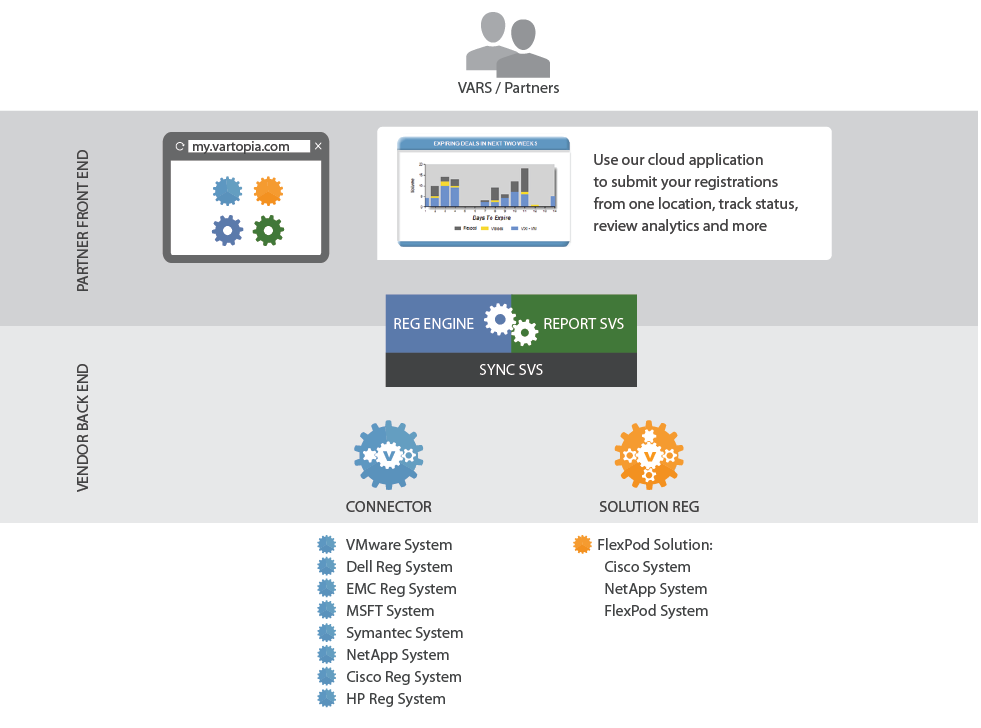 VARS / Partners
PARTNER FRONT END
my.vartopia.com
EXPIRING DEALS IN NEXT TWO WEEKS
Days To Expire
Use our cloud application
to submit your registrations
from one location, track status,
review analytics and more
REG ENGINE
REPORT SVS
SYNC SVS
VENDOR BACK END
V
V
CONNECTOR
SOLUTION REG
VMware System
Dell Reg System
EMC Reg System
MSFT System
Symantec System
NetApp System
Cisco Reg System
HP Reg System
FlexPod Solution:
Cisco System
NetApp System
FlexPod System